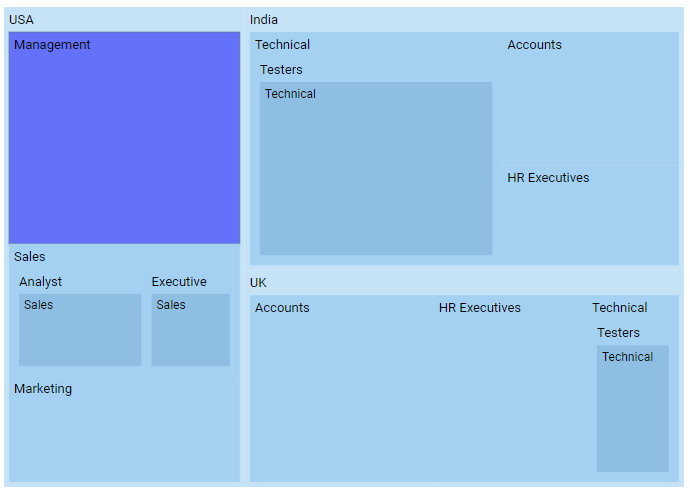 USA
Management
Sales
Analyst
Executive
Sales
Sales
Marketing
India
Technical
Testers
Technical
Accounts
HR Executives
UK
Accounts
HR Executives
Technical
Testers
Technical